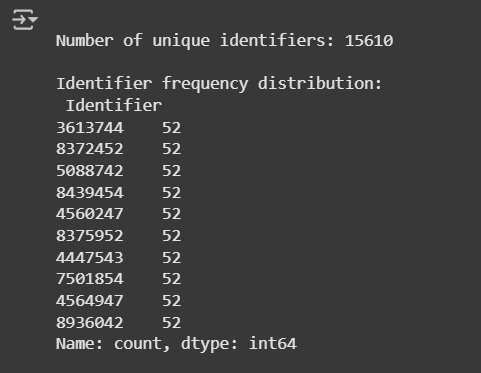 Number of unique identifiers: 15610
Identifier frequency distribution:
Identifier
3613744 52
8372452 52
5088742 52
8439454 52
4560247 52
8375952 52
4447543 52
7501854 52
4564947 52
8936042 52
Name: count, dtype: int64